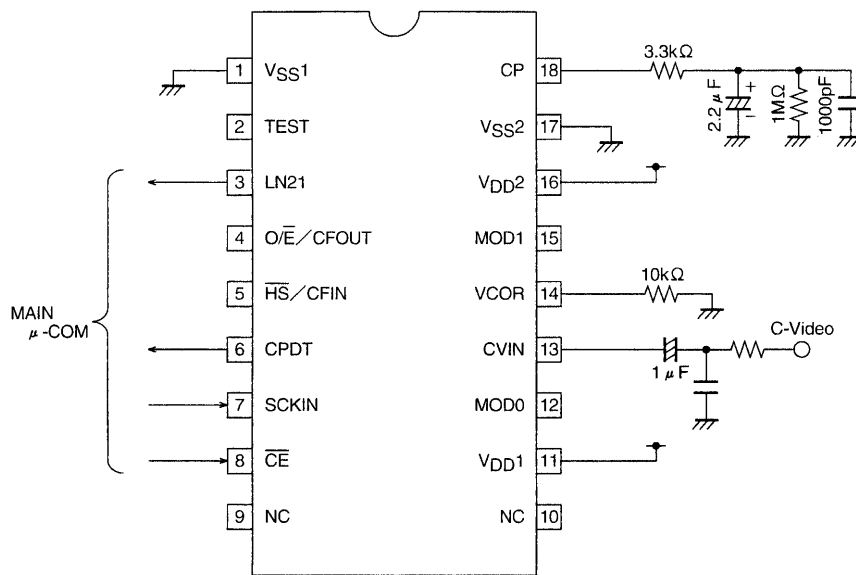 1 VSS1
2 TEST
3 LN21
4 O/E̅／CFOUT
5 H̅S̅／CFIN
6 CPDT
7 SCKIN
8 C̅E̅
9 NC
MAIN
μ-COM
CP 18
VSS2 17
VDD2 16
MOD1 15
VCOR 14
CVIN 13
MOD0 12
VDD1 11
NC 10
3.3kΩ
2.2μF
+
−
1MΩ
1000pF
10kΩ
1μF
C-Video